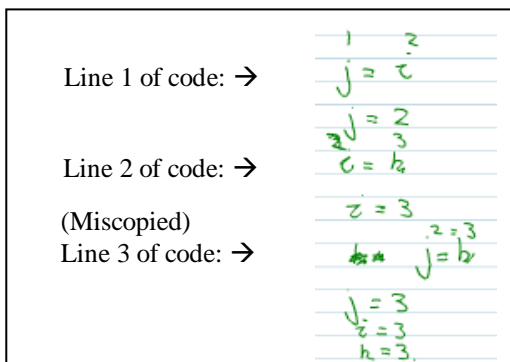 1 2
Line 1 of code: → j = i
j = 2
2 3
Line 2 of code: → i = k
i = 3
(Miscopied)
2 = 3
Line 3 of code: → j = k
j = 3
i = 3
k = 3